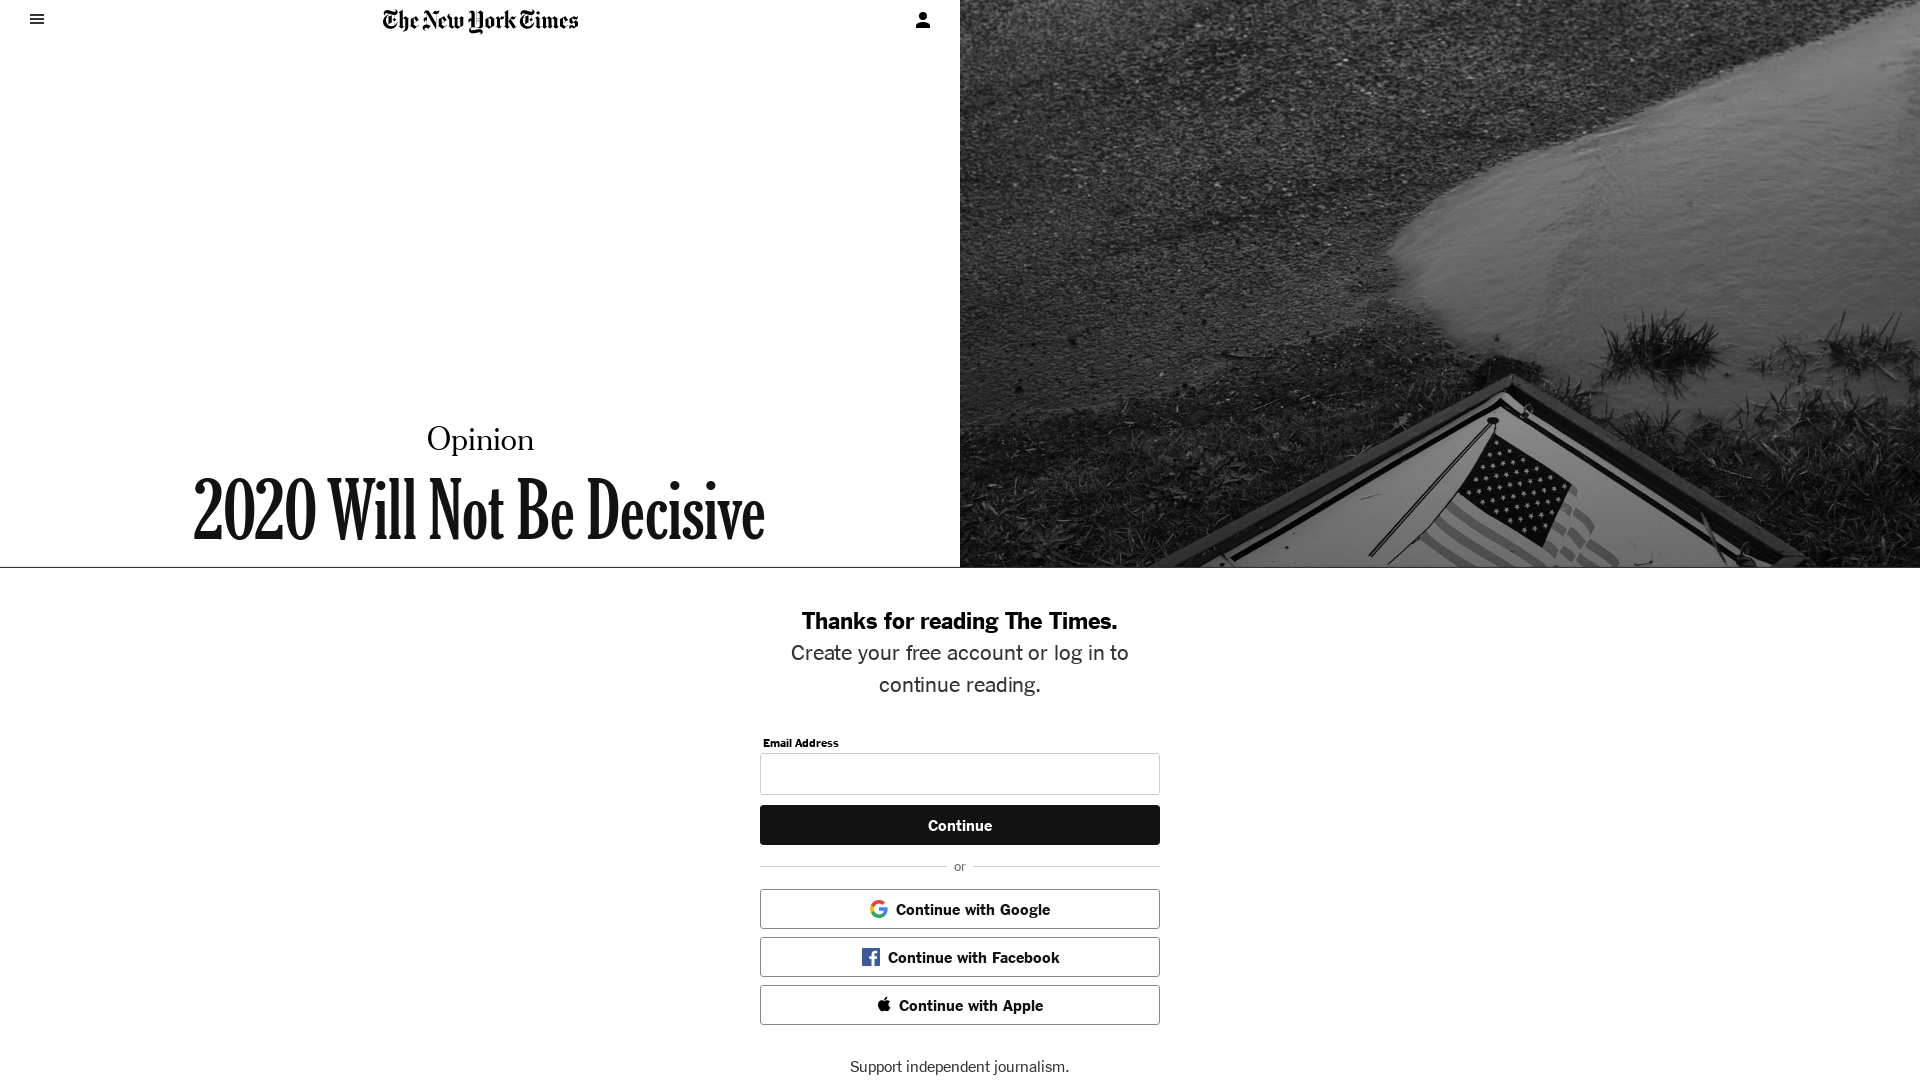 The New York Times
Opinion
2020 Will Not Be Decisive
Thanks for reading The Times.
Create your free account or log in to
continue reading.
Email Address
Continue
or
Continue with Google
Continue with Facebook
Continue with Apple
Support independent journalism.